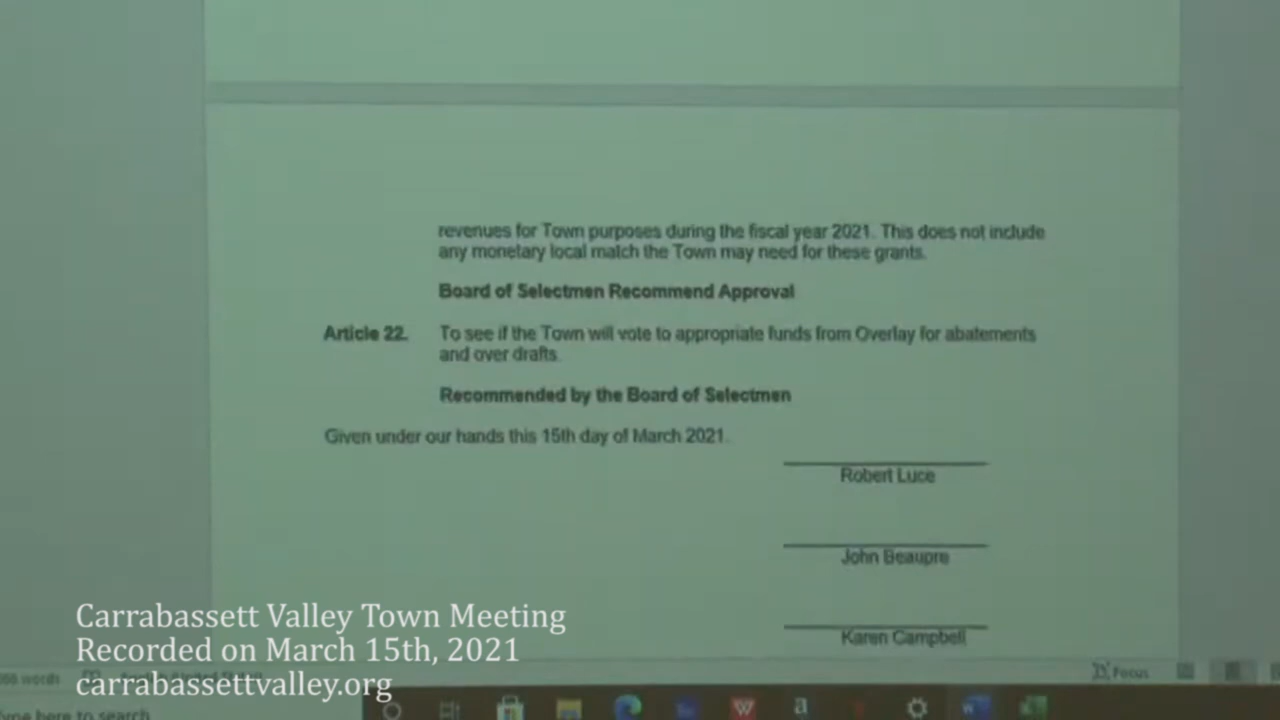 revenues for Town purposes during the fiscal year 2021. This does not include
any monetary local match the Town may need for these grants.
Board of Selectmen Recommend Approval
Article 22. To see if the Town will vote to appropriate funds from Overlay for abatements
and over drafts.
Recommended by the Board of Selectmen
Given under our hands this 15th day of March 2021.
Robert Luce
John Beaupre
Karen Campbell
Carrabassett Valley Town Meeting
Recorded on March 15th, 2021
carrabassettvalley.org
words
Focus
here to search